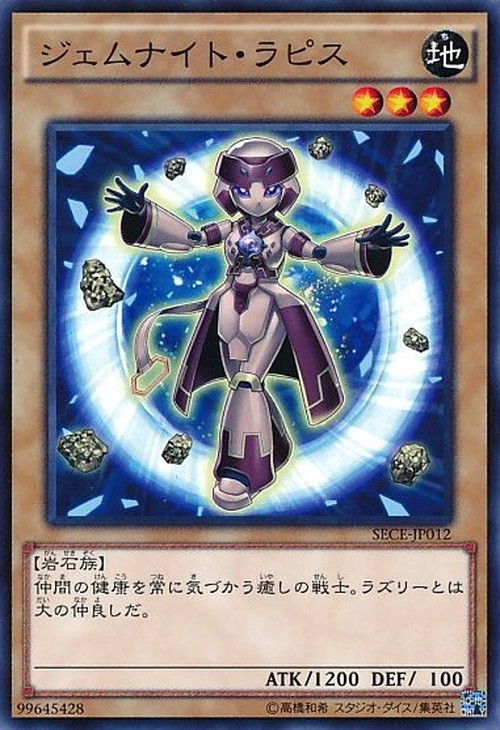 ジェムナイト・ラピス
地
SECE-JP012
【岩石族】
仲間の健康を常に気づかう癒しの戦士。ラズリーとは
大の仲良しだ。
ATK/1200 DEF/ 100
99645428
©高橋和希 スタジオ・ダイス/集英社